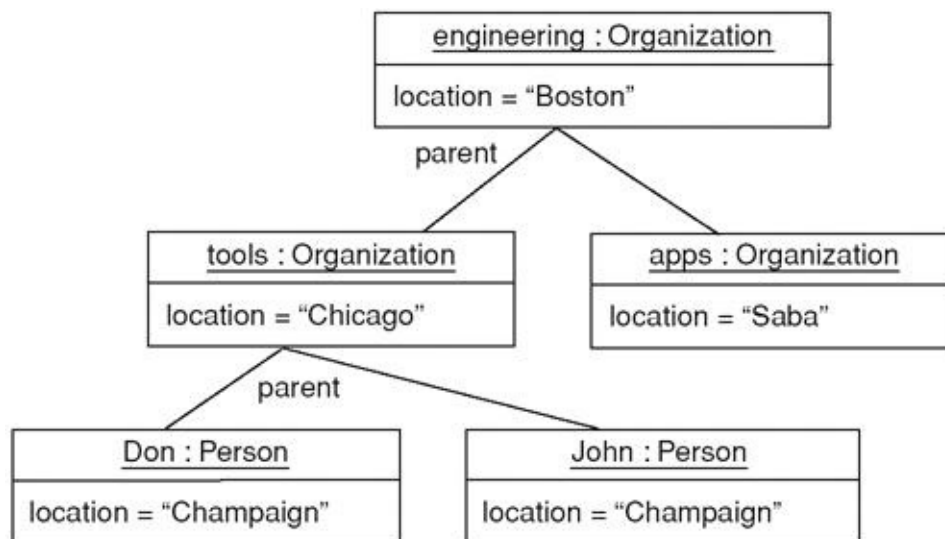 engineering : Organization
location = “Boston”
parent
tools : Organization
apps : Organization
location = “Chicago”
location = “Saba”
parent
Don : Person
John : Person
location = “Champaign”
location = “Champaign”